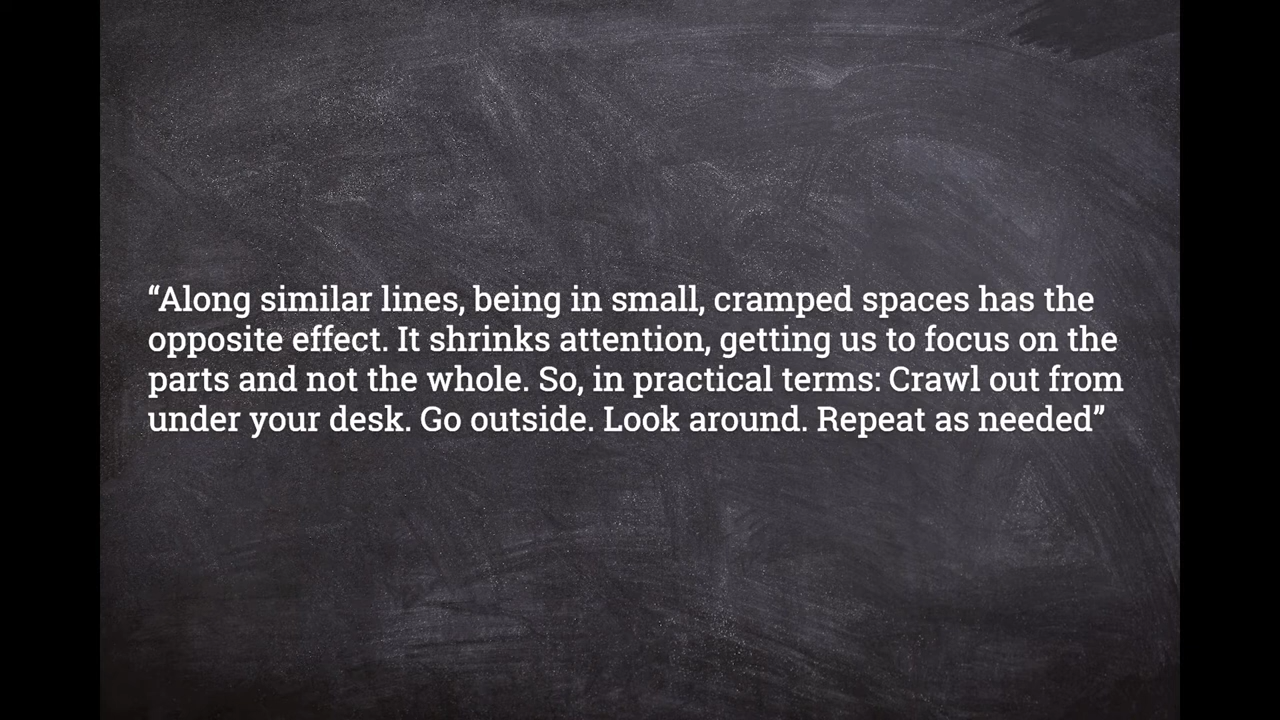 “Along similar lines, being in small, cramped spaces has the
opposite effect. It shrinks attention, getting us to focus on the
parts and not the whole. So, in practical terms: Crawl out from
under your desk. Go outside. Look around. Repeat as needed”